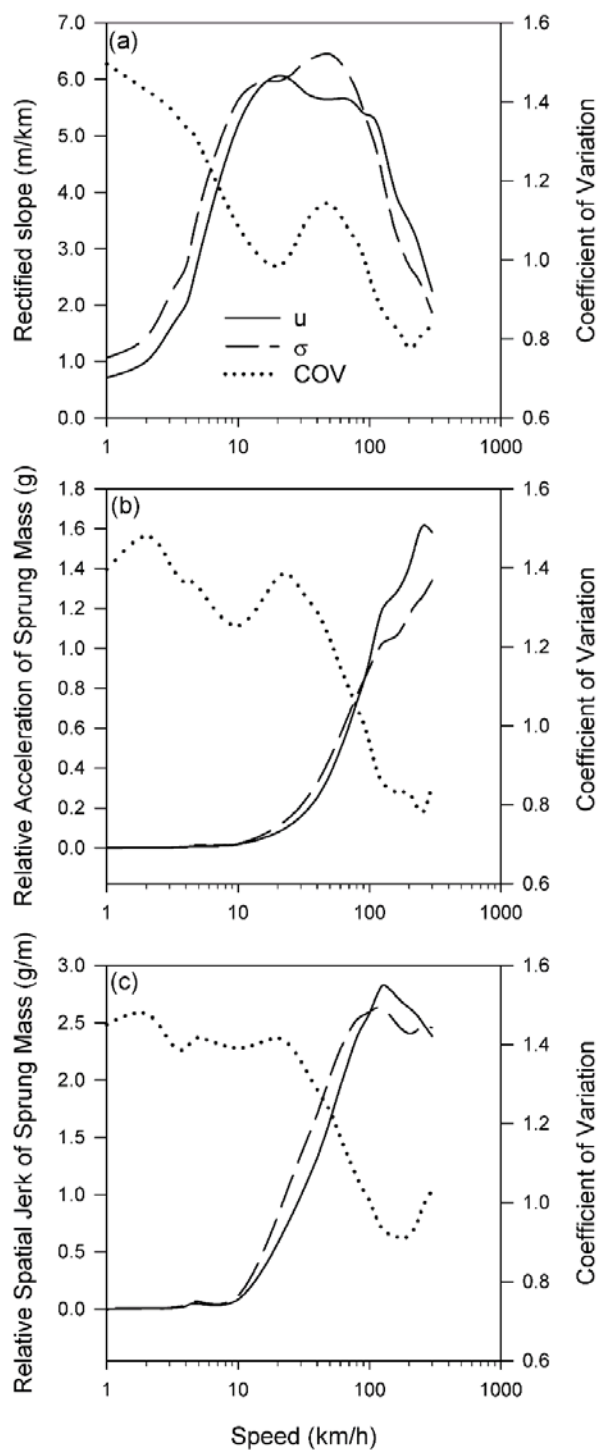 (a)
Rectified slope (m/km)
7.0
6.0
5.0
4.0
3.0
2.0
1.0
0.0
1.6
1.4
1.2
1.0
0.8
0.6
Coefficient of Variation
u
σ
COV
1 10 100 1000
(b)
Relative Acceleration of Sprung Mass (g)
1.8
1.6
1.4
1.2
1.0
0.8
0.6
0.4
0.2
0.0
1.6
1.4
1.2
1.0
0.8
0.6
Coefficient of Variation
1 10 100 1000
(c)
Relative Spatial Jerk of Sprung Mass (g/m)
3.0
2.5
2.0
1.5
1.0
0.5
0.0
1.6
1.4
1.2
1.0
0.8
0.6
Coefficient of Variation
1 10 100 1000
Speed (km/h)